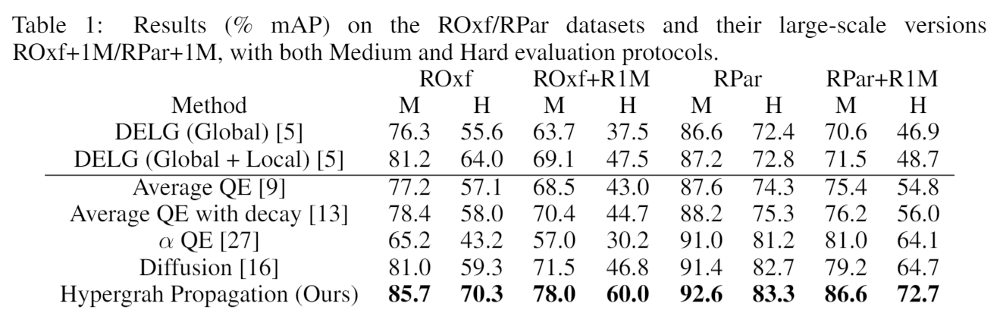 Table 1: Results (% mAP) on the ROxf/RPar datasets and their large-scale versions
ROxf+1M/RPar+1M, with both Medium and Hard evaluation protocols.
ROxf ROxf+R1M RPar RPar+R1M
Method M H M H M H M H
DELG (Global) [5] 76.3 55.6 63.7 37.5 86.6 72.4 70.6 46.9
DELG (Global + Local) [5] 81.2 64.0 69.1 47.5 87.2 72.8 71.5 48.7
Average QE [9] 77.2 57.1 68.5 43.0 87.6 74.3 75.4 54.8
Average QE with decay [13] 78.4 58.0 70.4 44.7 88.2 75.3 76.2 56.0
α QE [27] 65.2 43.2 57.0 30.2 91.0 81.2 81.0 64.1
Diffusion [16] 81.0 59.3 71.5 46.8 91.4 82.7 79.2 64.7
Hypergrah Propagation (Ours) 85.7 70.3 78.0 60.0 92.6 83.3 86.6 72.7